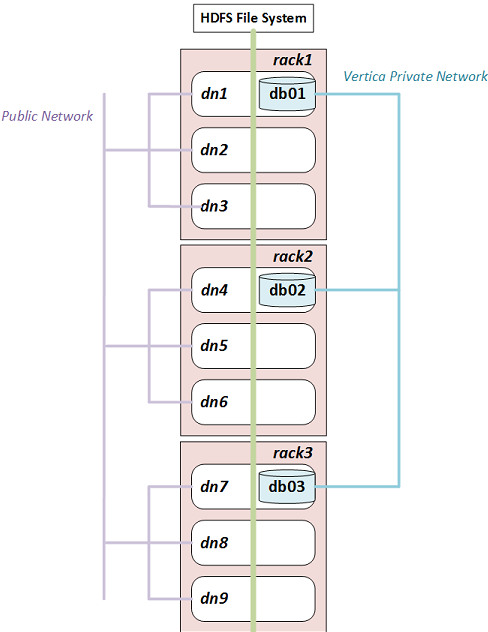 HDFS File System
rack1
Vertica Private Network
dn1
db01
Public Network
dn2
dn3
rack2
dn4
db02
dn5
dn6
rack3
dn7
db03
dn8
dn9